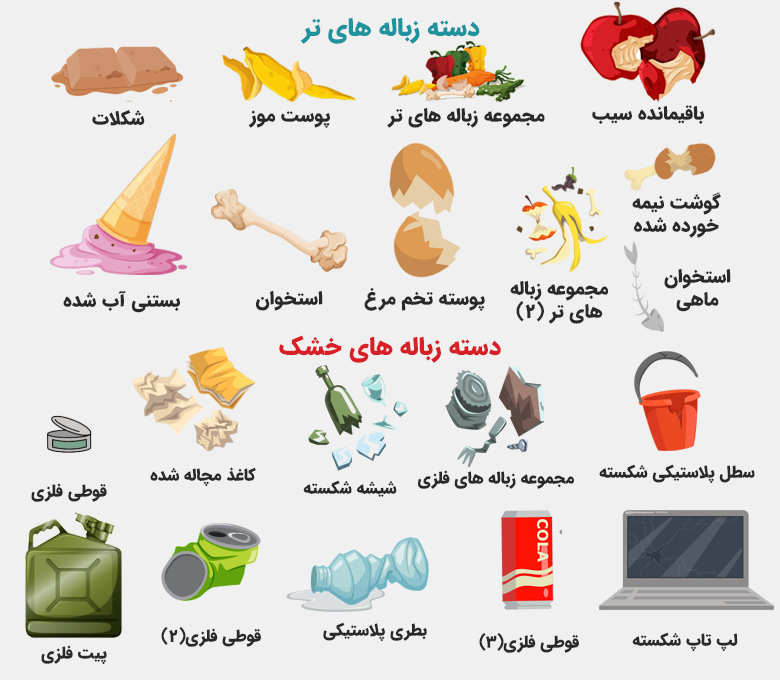 دسته زباله های تر
باقیمانده سیب
مجموعه زباله های تر
پوست موز
شکلات
گوشت نیمه
خورده شده
استخوان
ماهی
مجموعه زباله
های تر (۲)
پوسته تخم مرغ
استخوان
بستنی آب شده
دسته زباله های خشک
سطل پلاستیکی شکسته
مجموعه زباله های فلزی
شیشه شکسته
کاغذ مچاله شده
قوطی فلزی
COLA
لپ تاپ شکسته
قوطی فلزی(۳)
بطری پلاستیکی
قوطی فلزی(۲)
پیت فلزی